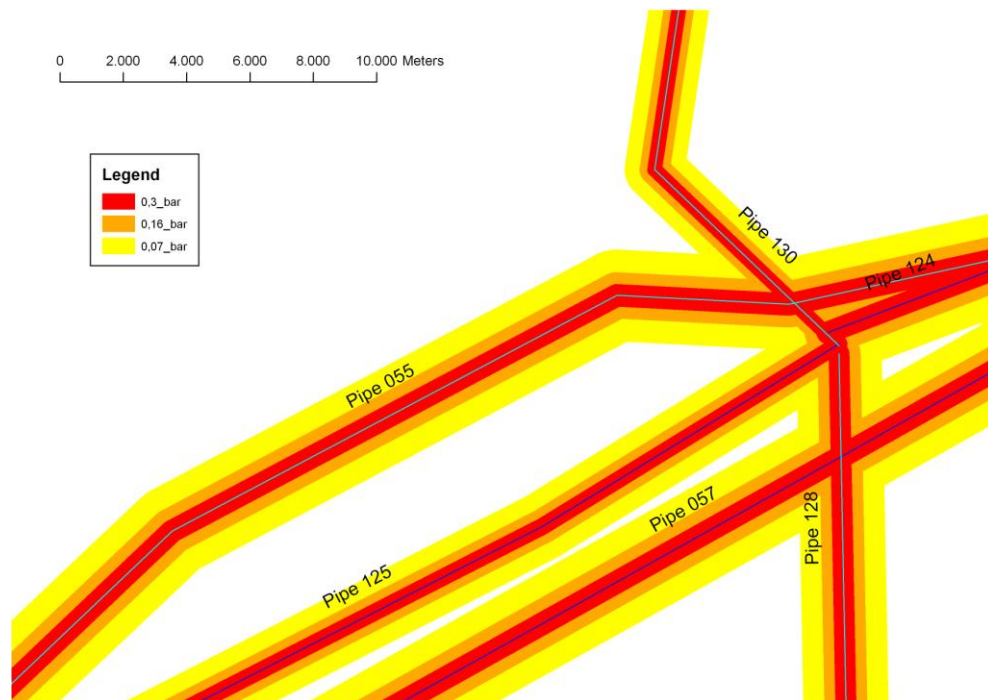 0 2.000 4.000 6.000 8.000 10.000 Meters
Legend
0,3_bar
0,16_bar
0,07_bar
Pipe 130
Pipe 124
Pipe 055
Pipe 057
Pipe 128
Pipe 125